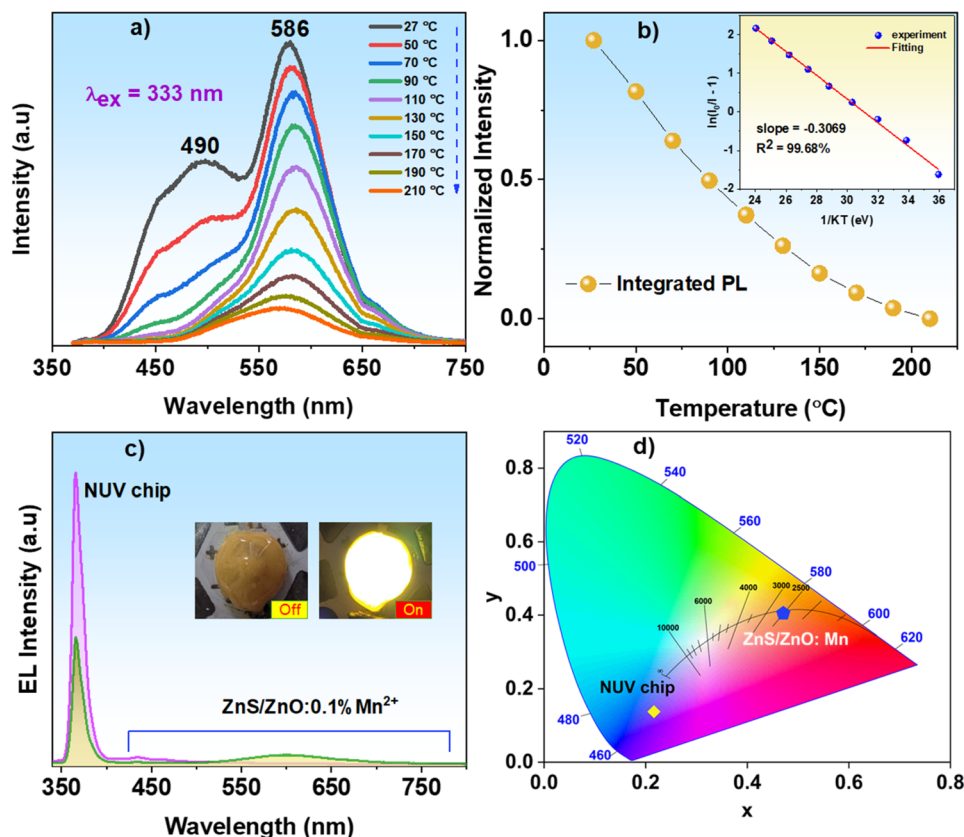 a)
586
490
λex = 333 nm
27 °C
50 °C
70 °C
90 °C
110 °C
130 °C
150 °C
170 °C
190 °C
210 °C
Intensity (a.u)
350
450
550
650
750
Wavelength (nm)
b)
1.0
0.5
0.0
Normalized Intensity
Integrated PL
0
50
100
150
200
Temperature (°C)
experiment
Fitting
2
1
0
-1
-2
ln(I0/I - 1)
slope = -0.3069
R2 = 99.68%
24
26
28
30
32
34
36
1/KT (eV)
c)
NUV chip
Off
On
ZnS/ZnO:0.1% Mn2+
EL Intensity (a.u)
350
450
550
650
750
Wavelength (nm)
d)
520
540
560
580
600
620
500
480
460
10000
6000
4000
3000
2500
∞
ZnS/ZnO: Mn
NUV chip
0.8
0.6
0.4
0.2
0.0
y
0.0
0.2
0.4
0.6
0.8
x